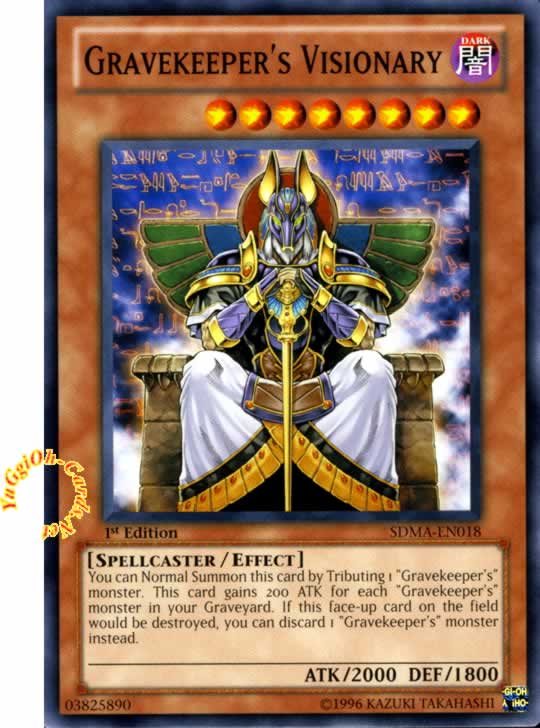 GRAVEKEEPER'S VISIONARY
DARK
闇
1st Edition
SDMA-EN018
[SPELLCASTER / EFFECT]
You can Normal Summon this card by Tributing 1 "Gravekeeper's"
monster. This card gains 200 ATK for each "Gravekeeper's"
monster in your Graveyard. If this face-up card on the field
would be destroyed, you can discard 1 "Gravekeeper's" monster
instead.
ATK/2000 DEF/1800
03825890
©1996 KAZUKI TAKAHASHI
YuGgiOh-Cards.Net